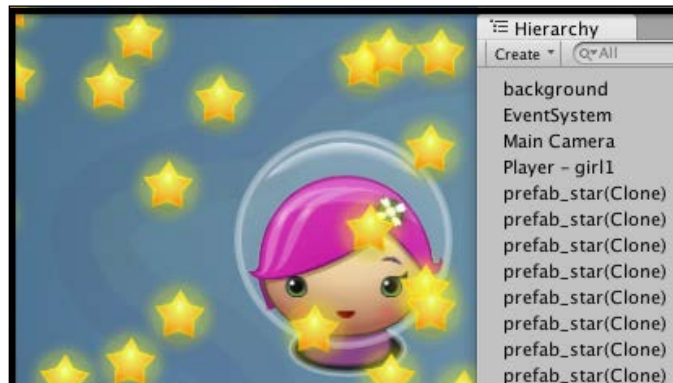 Hierarchy
Create All
background
EventSystem
Main Camera
Player – girl1
prefab_star(Clone)
prefab_star(Clone)
prefab_star(Clone)
prefab_star(Clone)
prefab_star(Clone)
prefab_star(Clone)
prefab_star(Clone)
prefab_star(Clone)